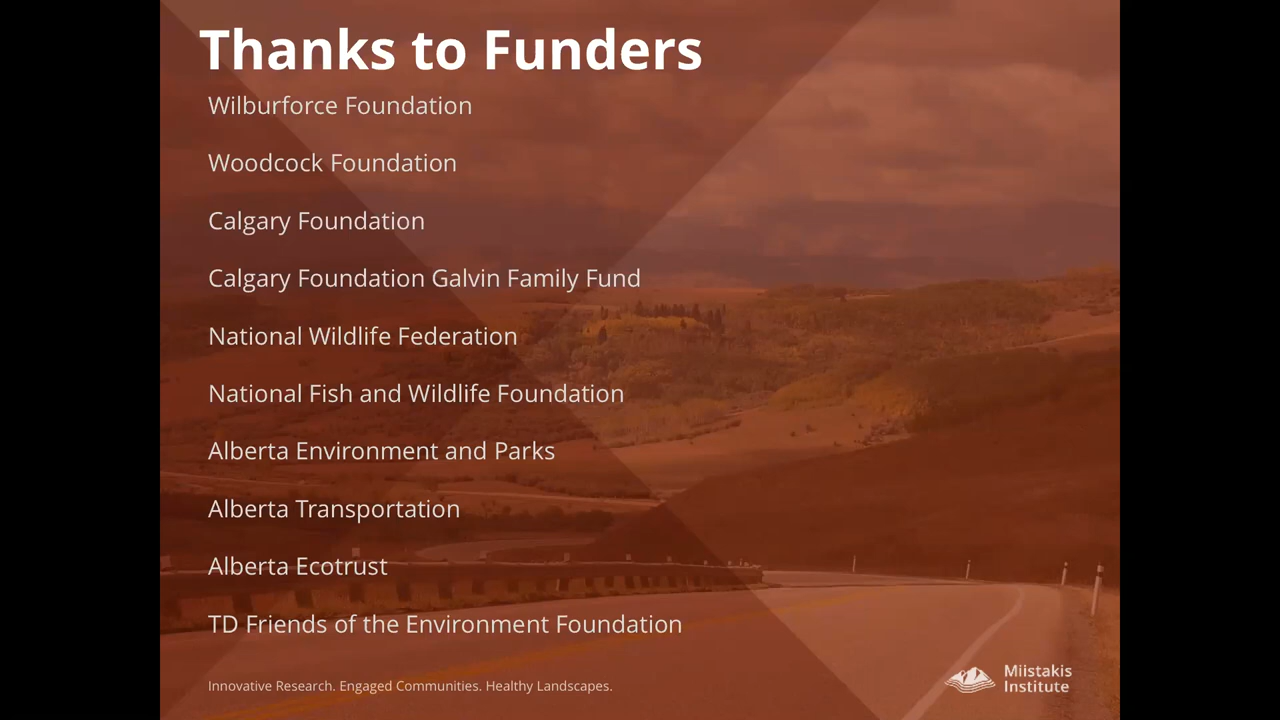 Thanks to Funders
Wilburforce Foundation
Woodcock Foundation
Calgary Foundation
Calgary Foundation Galvin Family Fund
National Wildlife Federation
National Fish and Wildlife Foundation
Alberta Environment and Parks
Alberta Transportation
Alberta Ecotrust
TD Friends of the Environment Foundation
Innovative Research. Engaged Communities. Healthy Landscapes.
Miistakis
Institute